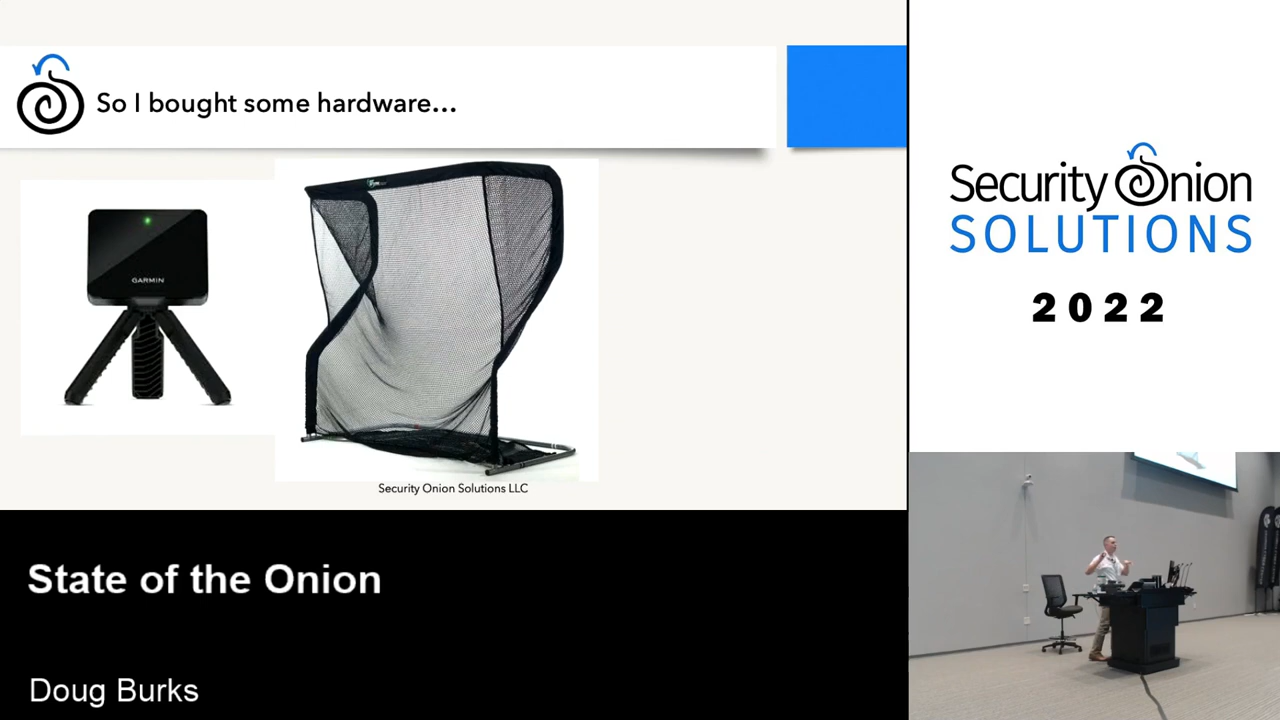 So I bought some hardware...
GARMIN
Security Onion Solutions LLC
State of the Onion
Doug Burks
Security Onion
SOLUTIONS
2022